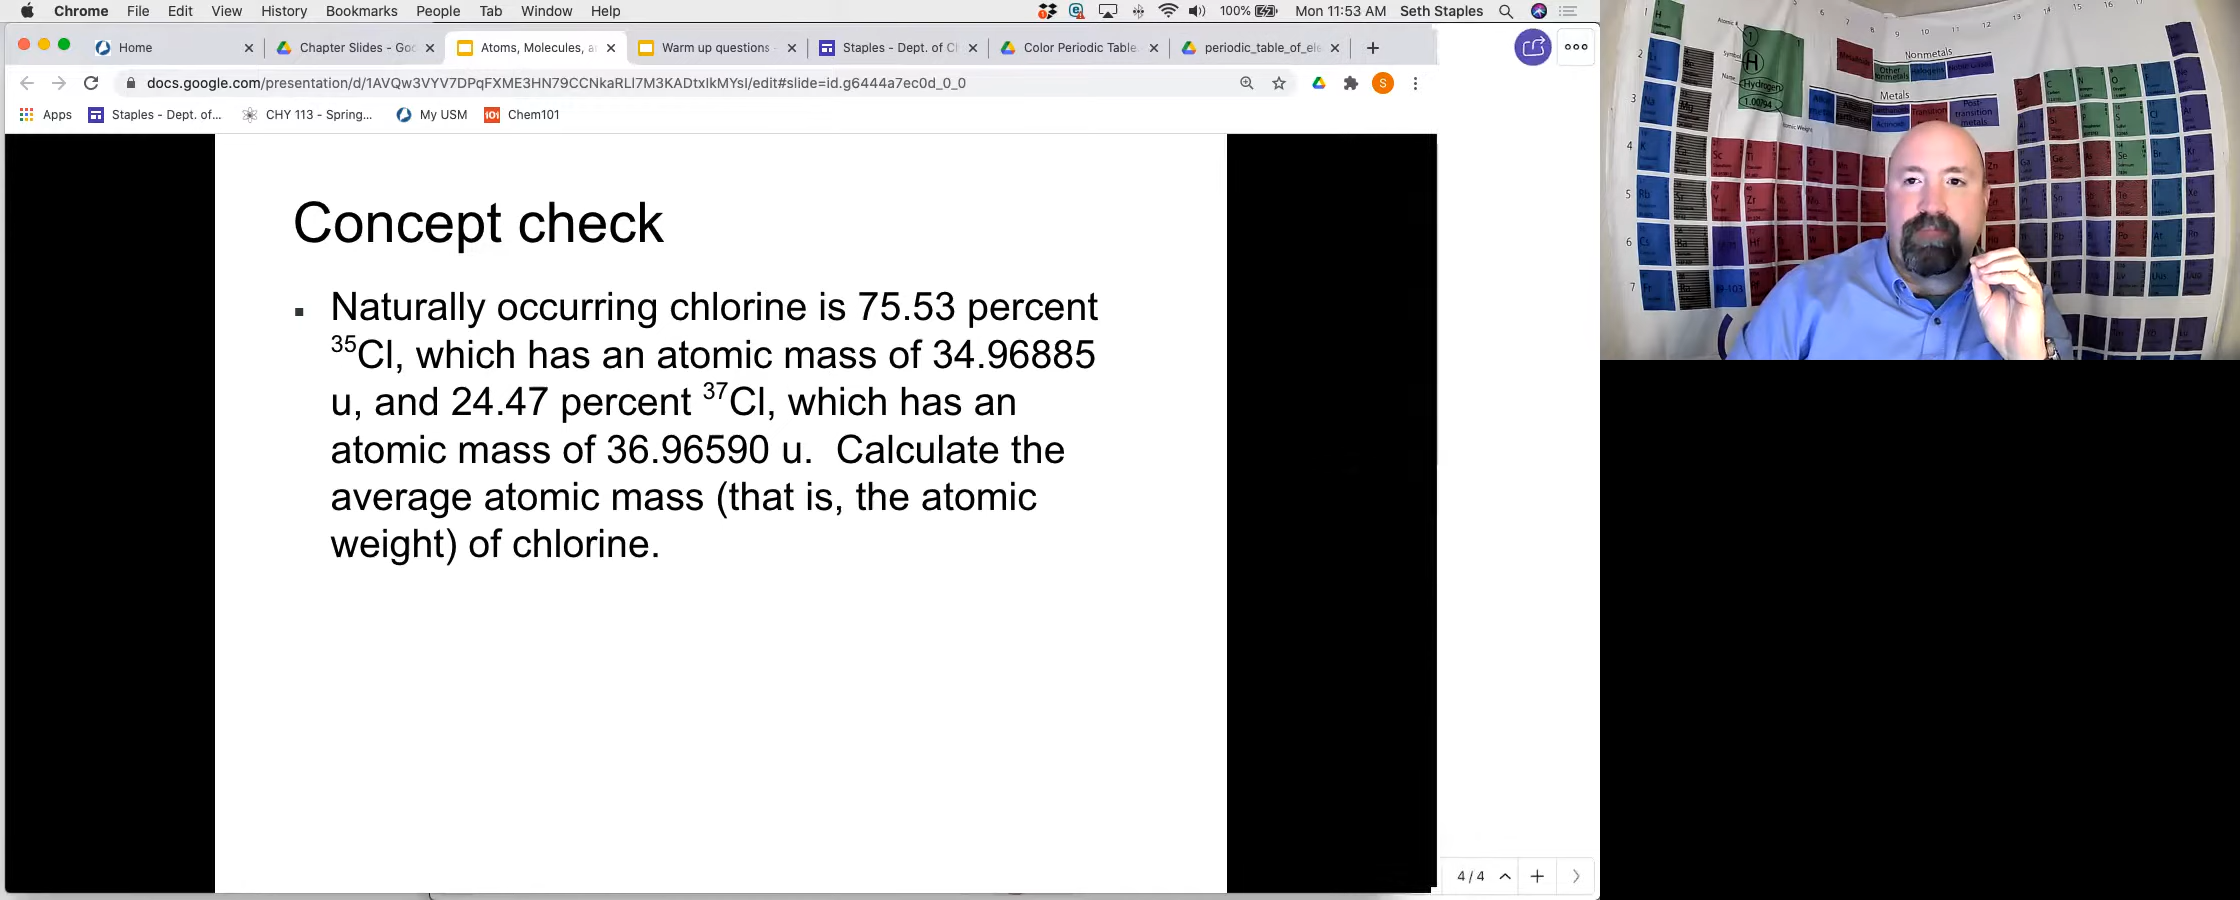 Chrome File Edit View History Bookmarks People Tab Window Help 100% Mon 11:53 AM Seth Staples
Home Chapter Slides - Goo Atoms, Molecules, a Warm up questions - Staples - Dept. of C Color Periodic Table. periodic_table_of_ele
docs.google.com/presentation/d/1AVQw3VYV7DPqFXME3HN79CCNkaRLl7M3KADtxIkMYsI/edit#slide=id.g6444a7ec0d_0_0
Apps Staples - Dept. of... CHY 113 - Spring... My USM 101 Chem101
Concept check
▪ Naturally occurring chlorine is 75.53 percent
³⁵Cl, which has an atomic mass of 34.96885
u, and 24.47 percent ³⁷Cl, which has an
atomic mass of 36.96590 u. Calculate the
average atomic mass (that is, the atomic
weight) of chlorine.
4/4
Nonmetals
Metals
Hydrogen
1.00794